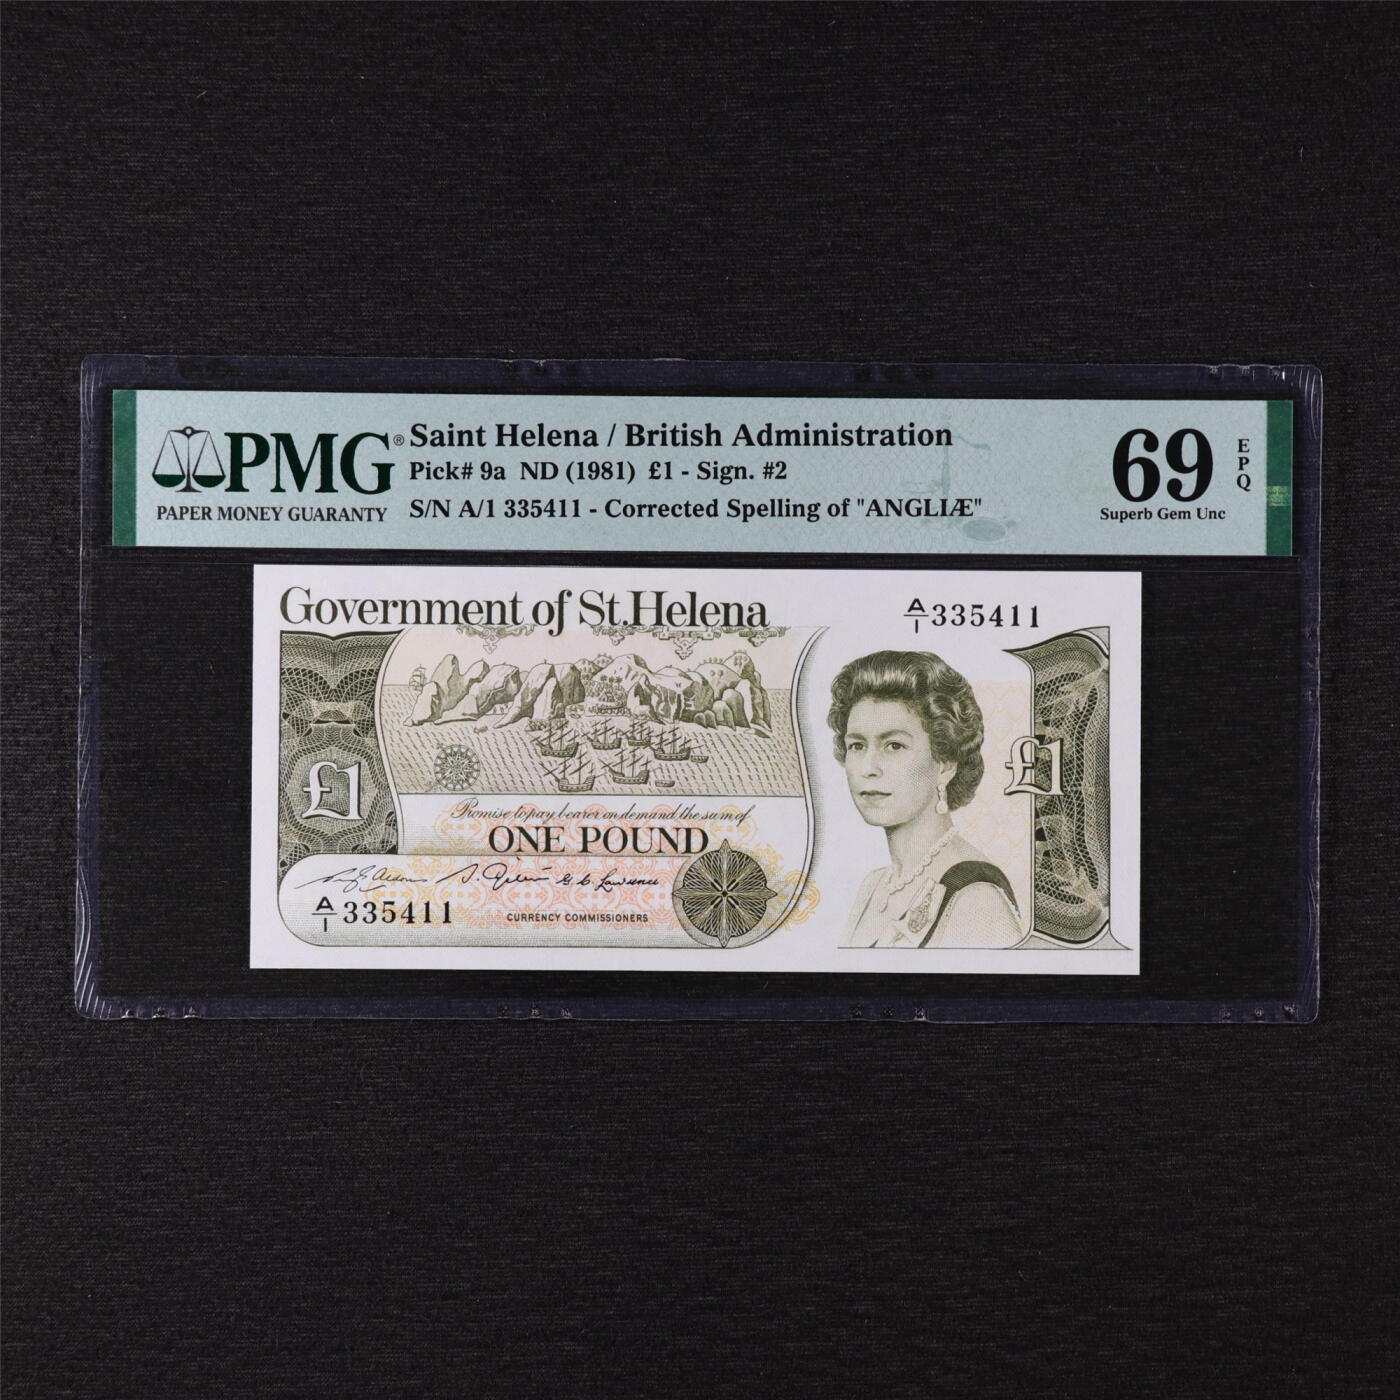 PMG®
PAPER MONEY GUARANTY
Saint Helena / British Administration
Pick# 9a ND (1981) £1 - Sign. #2
S/N A/1 335411 - Corrected Spelling of "ANGLIÆ"
69
EPQ
Superb Gem Unc
Government of St.Helena
A/1 335411
£1
£1
Promise to pay bearer on demand the sum of
ONE POUND
A/1 335411
CURRENCY COMMISSIONERS